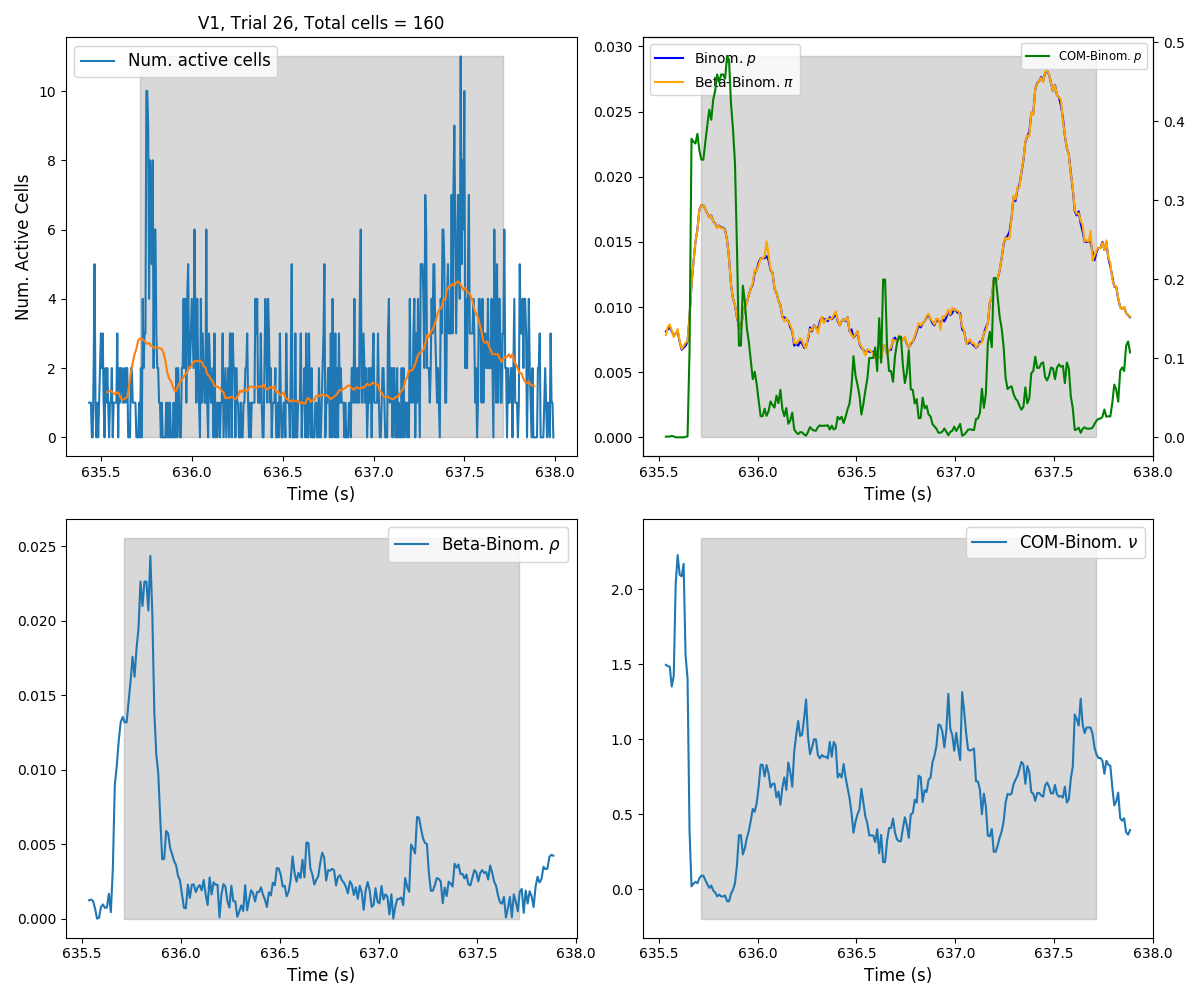 V1, Trial 26, Total cells = 160
Num. active cells
Num. Active Cells
10
8
6
4
2
0
635.5 636.0 636.5 637.0 637.5 638.0
Time (s)
Binom. p
Beta-Binom. π
COM-Binom. p
0.030
0.025
0.020
0.015
0.010
0.005
0.000
0.5
0.4
0.3
0.2
0.1
0.0
635.5 636.0 636.5 637.0 637.5 638.0
Time (s)
Beta-Binom. ρ
0.025
0.020
0.015
0.010
0.005
0.000
635.5 636.0 636.5 637.0 637.5 638.0
Time (s)
COM-Binom. ν
2.0
1.5
1.0
0.5
0.0
635.5 636.0 636.5 637.0 637.5 638.0
Time (s)